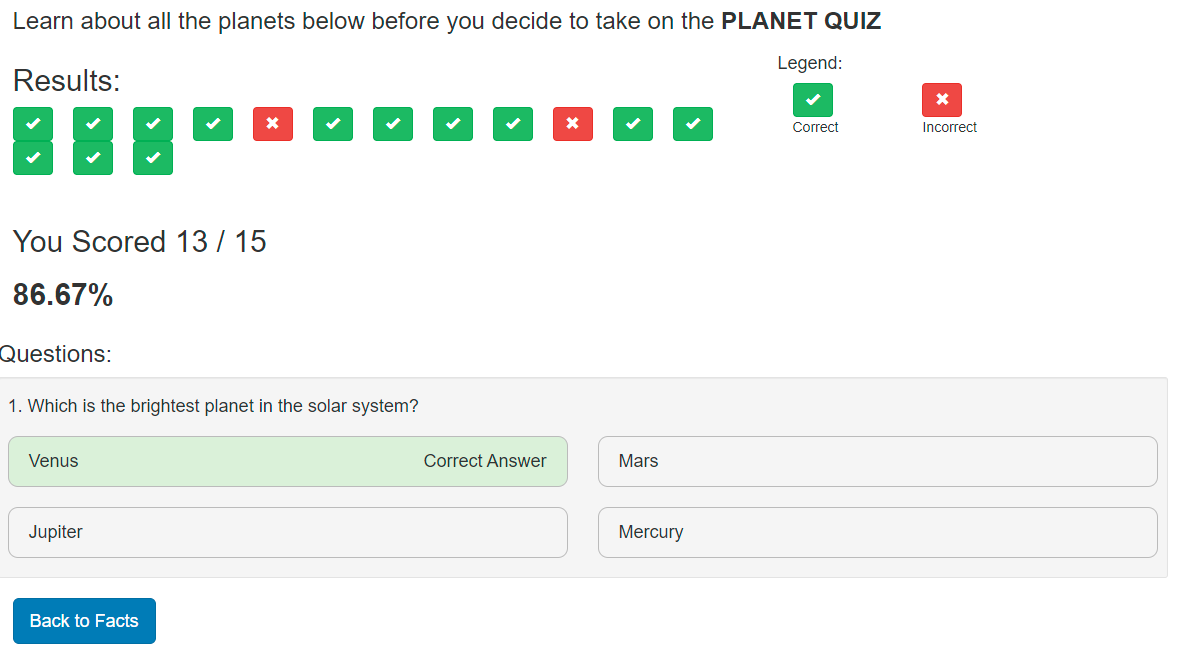 Learn about all the planets below before you decide to take on the PLANET QUIZ
Legend:
Results:
Correct
Incorrect
You Scored 13 / 15
86.67%
Questions:
1. Which is the brightest planet in the solar system?
Venus
Correct Answer
Mars
Jupiter
Mercury
Back to Facts